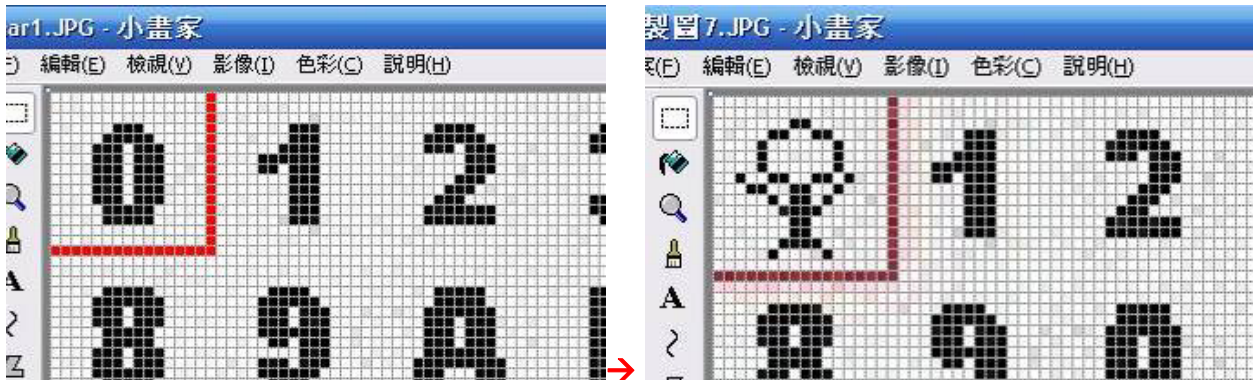 ar1.JPG - 小畫家
編輯(E) 檢視(V) 影像(I) 色彩(C) 說明(H)
0 1 2
8 9 A
A
製圖7.JPG - 小畫家
(F) 編輯(E) 檢視(V) 影像(I) 色彩(C) 說明(H)
1 2
8 9
A